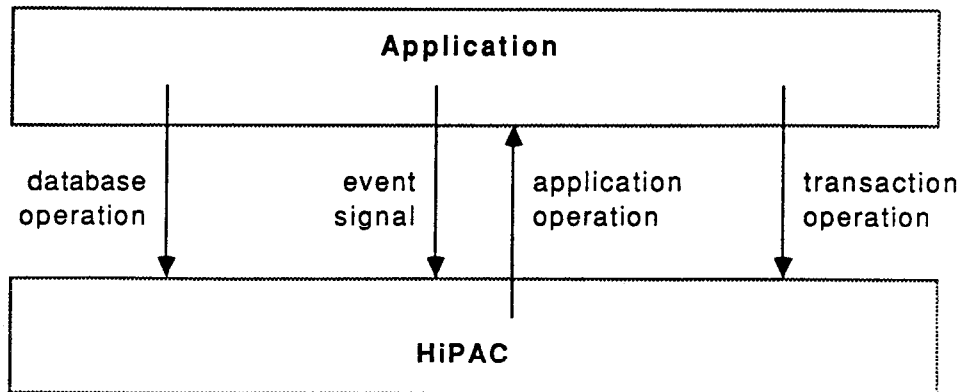 Application
database
operation
event
signal
application
operation
transaction
operation
HiPAC